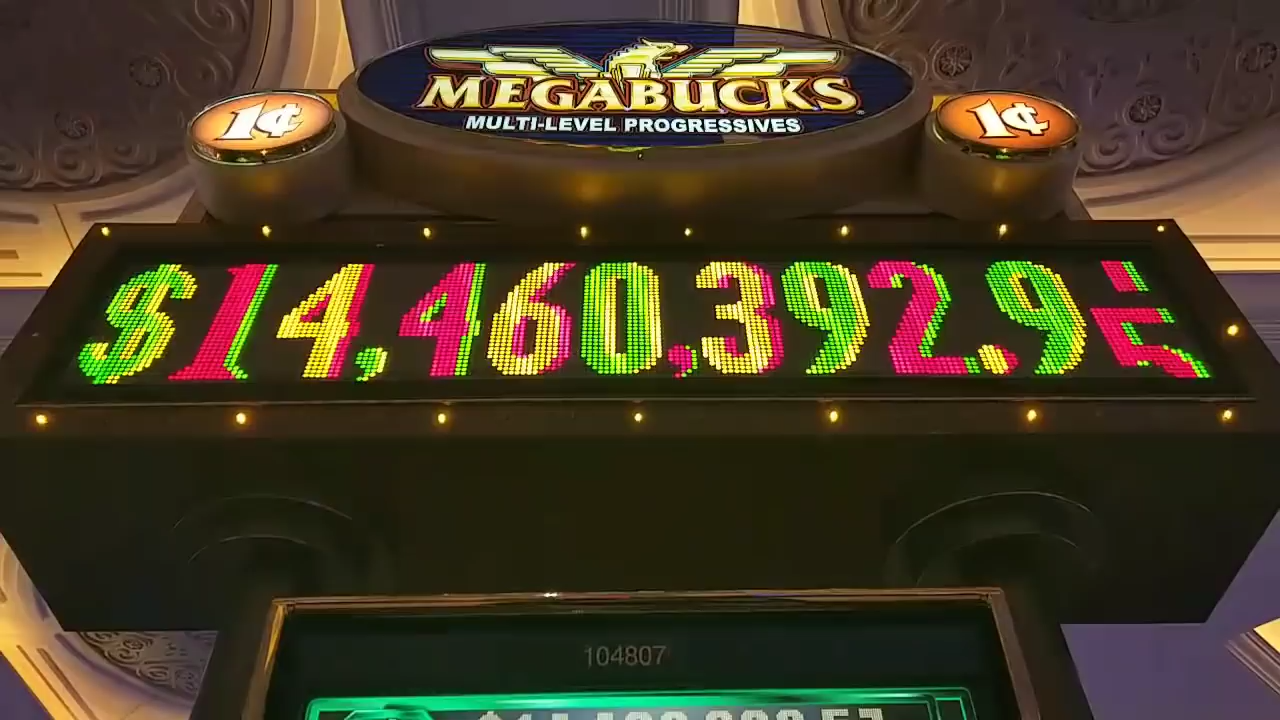 MEGABUCKS
1¢ 1¢
MULTI-LEVEL PROGRESSIVES
$14,460,392.9
104807